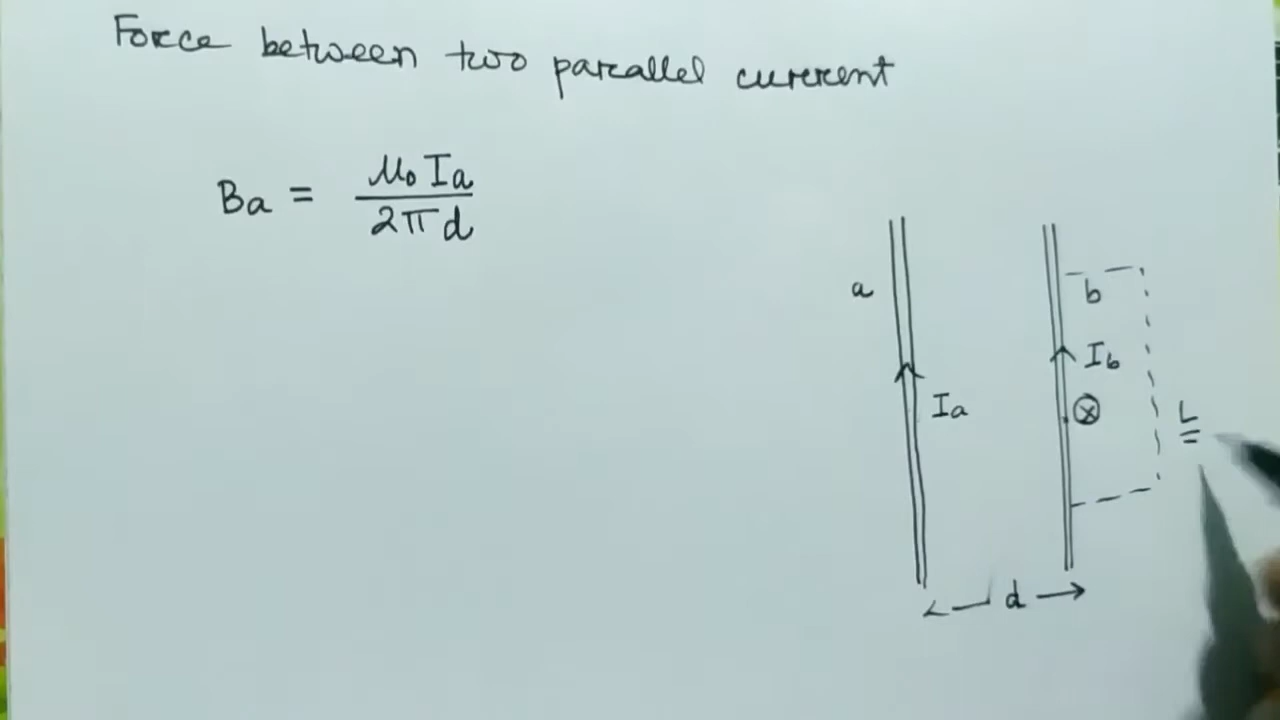 Force between two parallel current
Ba = μ₀ Ia / 2π d
a
b
Ib
Ia
⊗
L
d